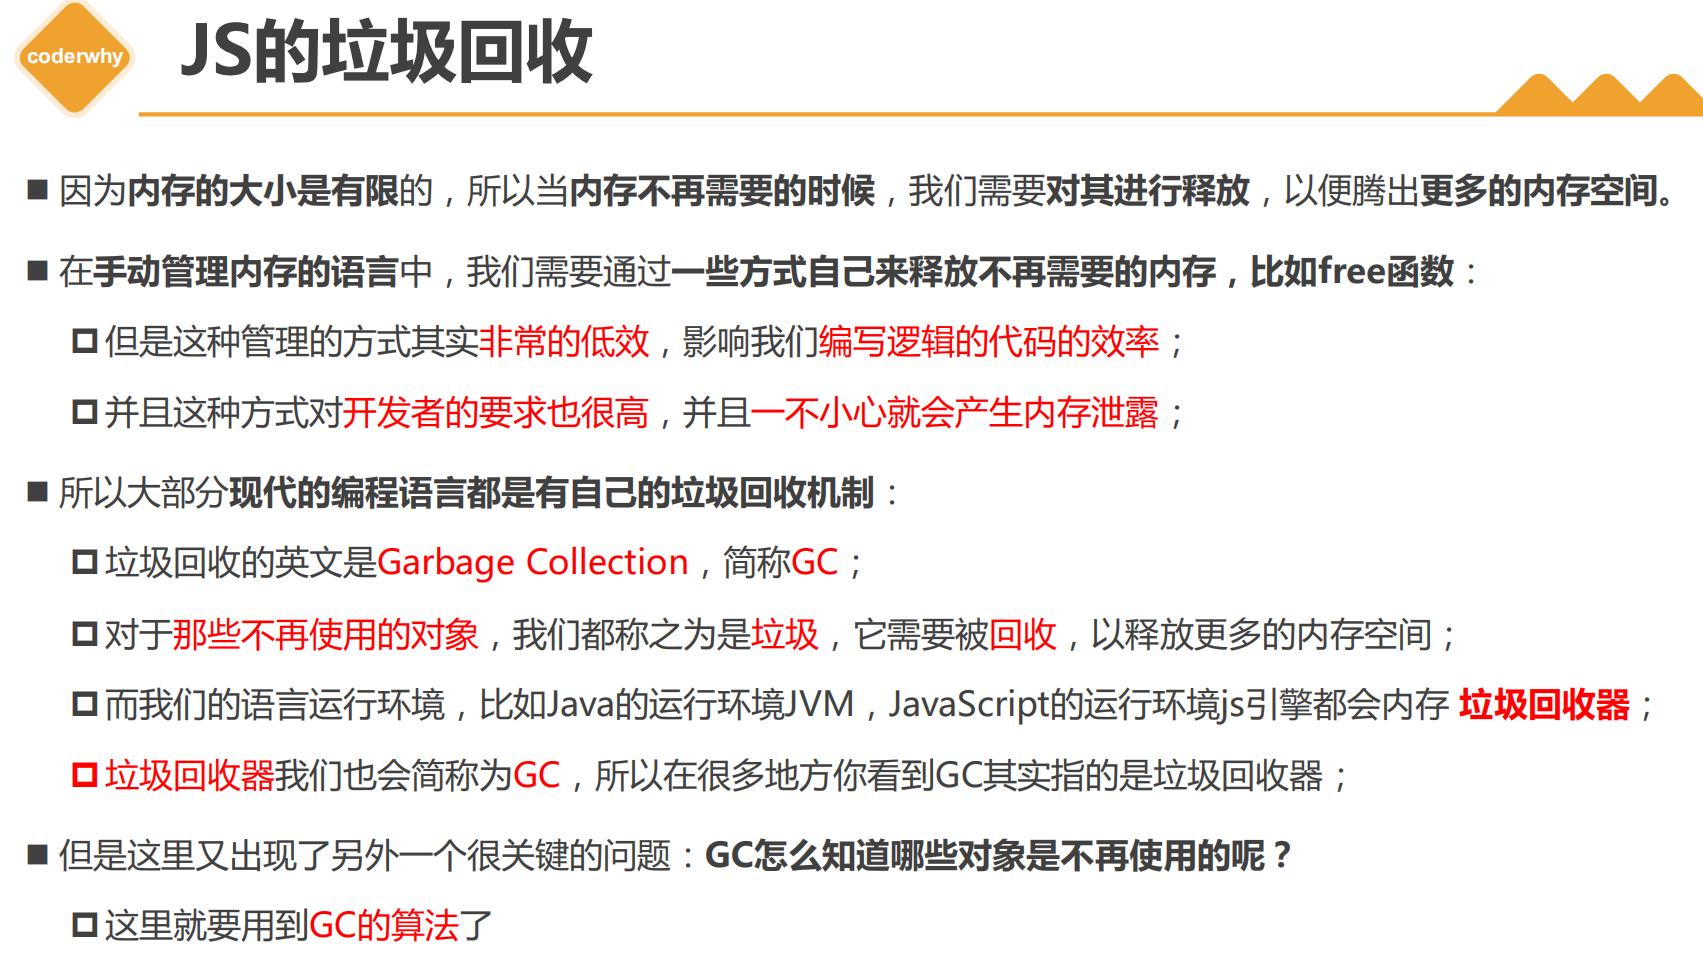 coderwhy
JS的垃圾回收
因为内存的大小是有限的，所以当内存不再需要的时候，我们需要对其进行释放，以便腾出更多的内存空间。
在手动管理内存的语言中，我们需要通过一些方式自己来释放不再需要的内存，比如free函数：
但是这种管理的方式其实非常的低效，影响我们编写逻辑的代码的效率；
并且这种方式对开发者的要求也很高，并且一不小心就会产生内存泄露；
所以大部分现代的编程语言都是有自己的垃圾回收机制：
垃圾回收的英文是Garbage Collection，简称GC；
对于那些不再使用的对象，我们都称之为是垃圾，它需要被回收，以释放更多的内存空间；
而我们的语言运行环境，比如Java的运行环境JVM，JavaScript的运行环境js引擎都会内存 垃圾回收器；
垃圾回收器我们也会简称为GC，所以在很多地方你看到GC其实指的是垃圾回收器；
但是这里又出现了另外一个很关键的问题：GC怎么知道哪些对象是不再使用的呢？
这里就要用到GC的算法了